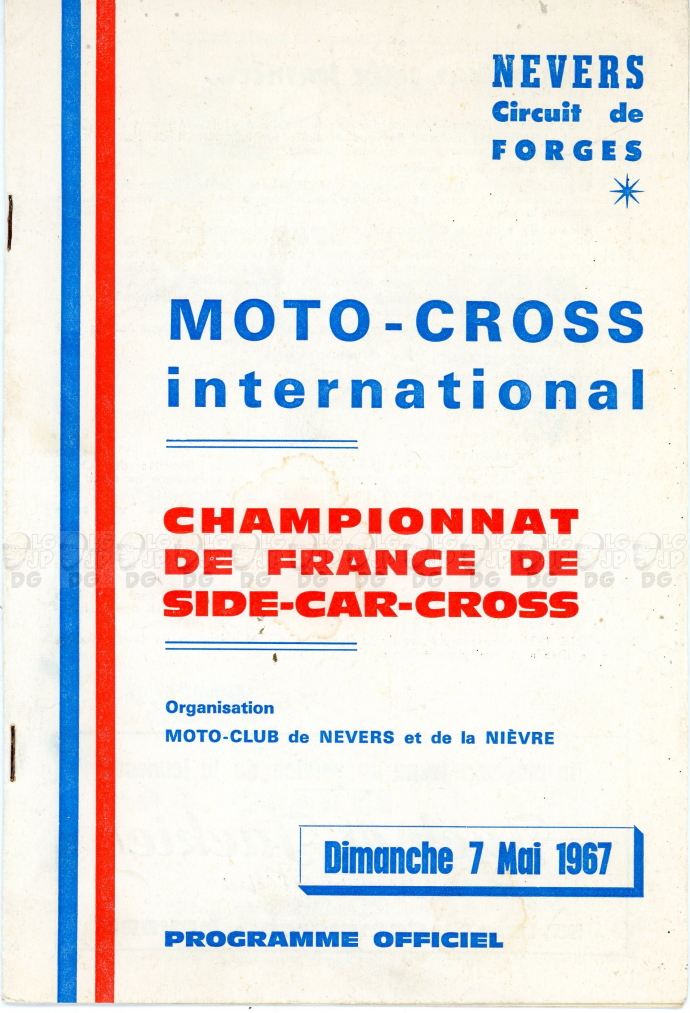 NEVERS
Circuit de
FORGES
MOTO-CROSS
international
CHAMPIONNAT
DE FRANCE DE
SIDE-CAR-CROSS
Organisation
MOTO-CLUB de NEVERS et de la NIÈVRE
Dimanche 7 Mai 1967
PROGRAMME OFFICIEL